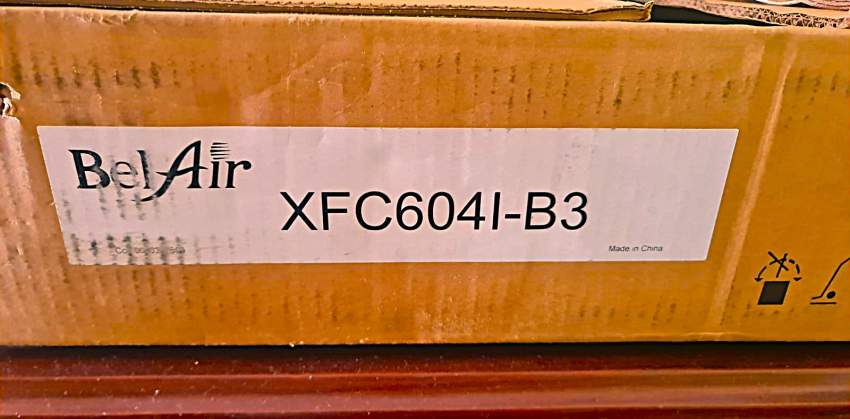 BelAir
XFC604I-B3
Made in China